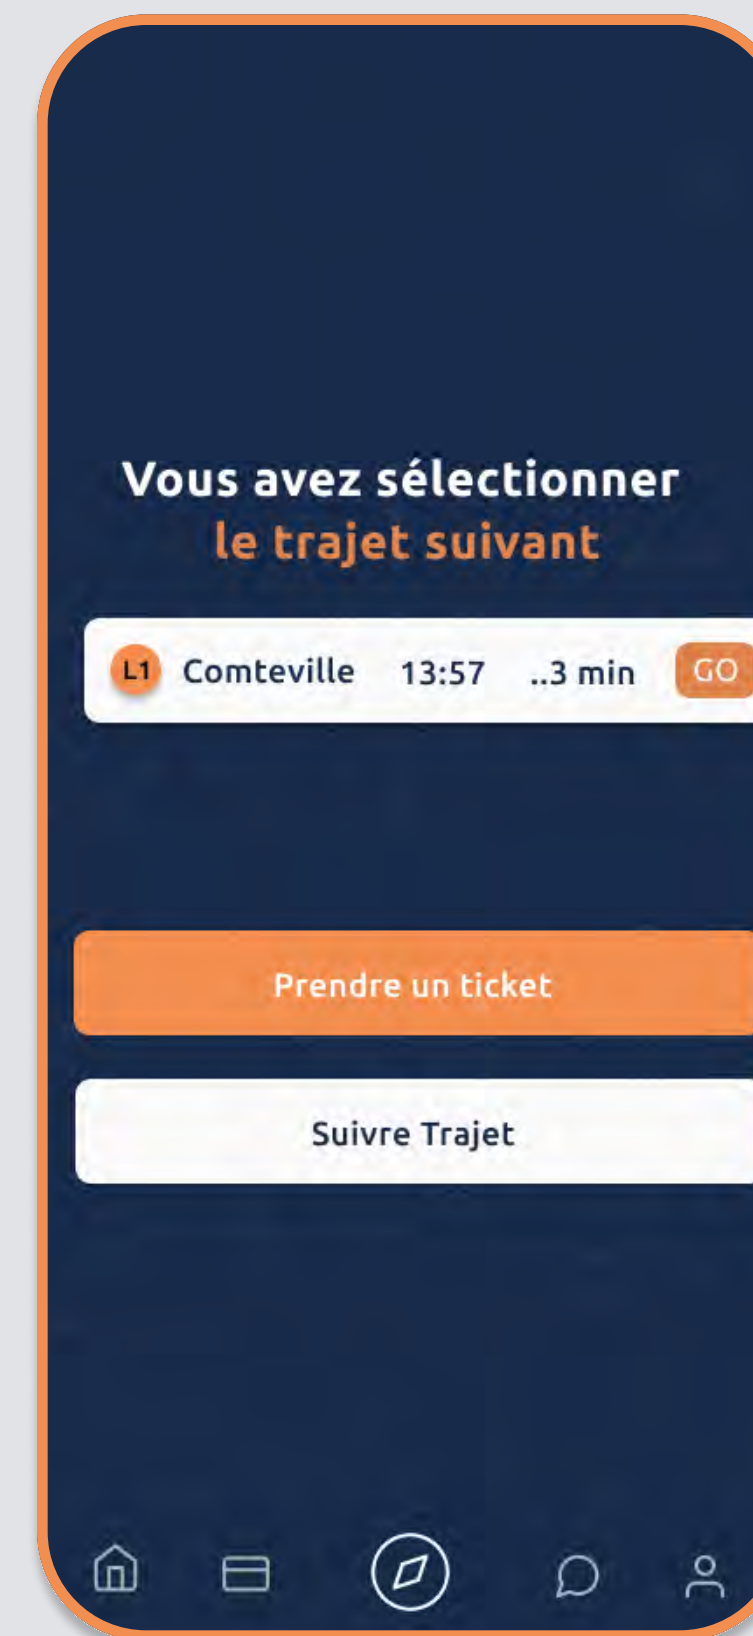 Vous avez sélectionner
le trajet suivant
L1 Comteville 13:57 ..3 min GO
Prendre un ticket
Suivre Trajet